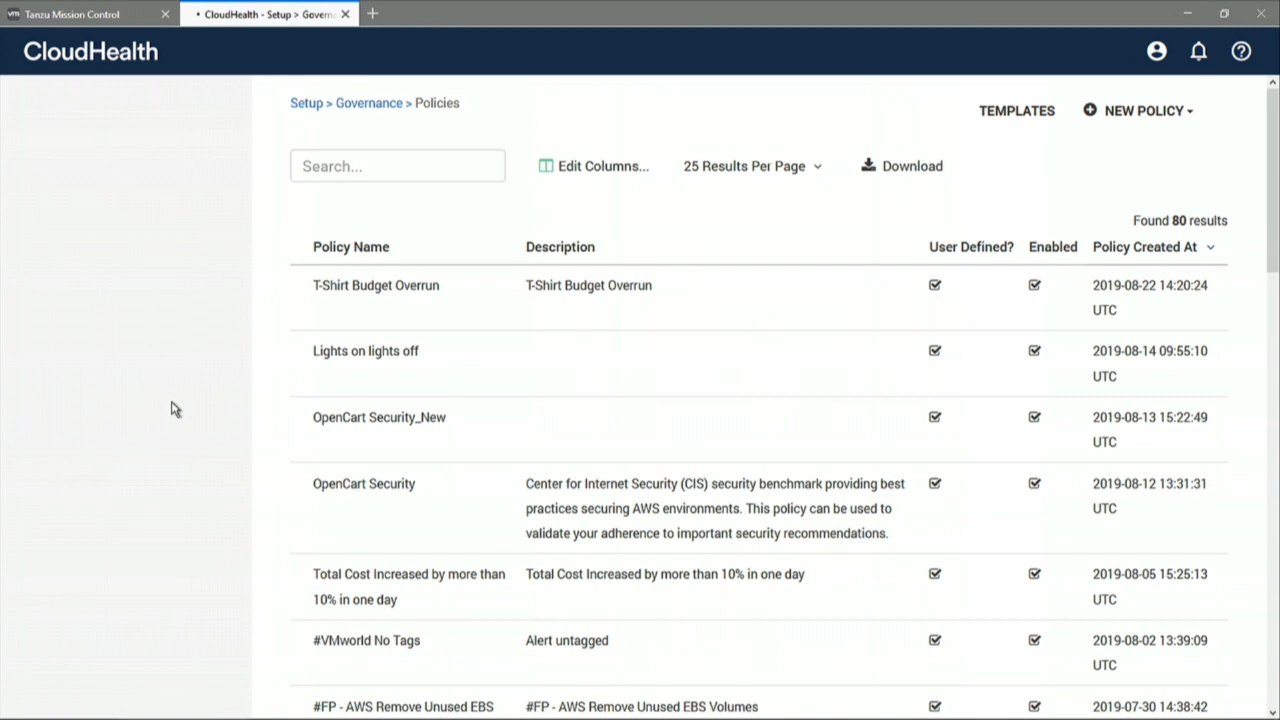 vm Tanzu Mission Control
• CloudHealth - Setup > Govern
CloudHealth
Setup > Governance > Policies
TEMPLATES
NEW POLICY
Search...
Edit Columns...
25 Results Per Page
Download
Found 80 results
Policy Name Description User Defined? Enabled Policy Created At
T-Shirt Budget Overrun T-Shirt Budget Overrun 2019-08-22 14:20:24
UTC
Lights on lights off 2019-08-14 09:55:10
UTC
OpenCart Security_New 2019-08-13 15:22:49
UTC
OpenCart Security Center for Internet Security (CIS) security benchmark providing best 2019-08-12 13:31:31
practices securing AWS environments. This policy can be used to UTC
validate your adherence to important security recommendations.
Total Cost Increased by more than Total Cost Increased by more than 10% in one day 2019-08-05 15:25:13
10% in one day UTC
#VMworld No Tags Alert untagged 2019-08-02 13:39:09
UTC
#FP - AWS Remove Unused EBS #FP - AWS Remove Unused EBS Volumes 2019-07-30 14:38:42